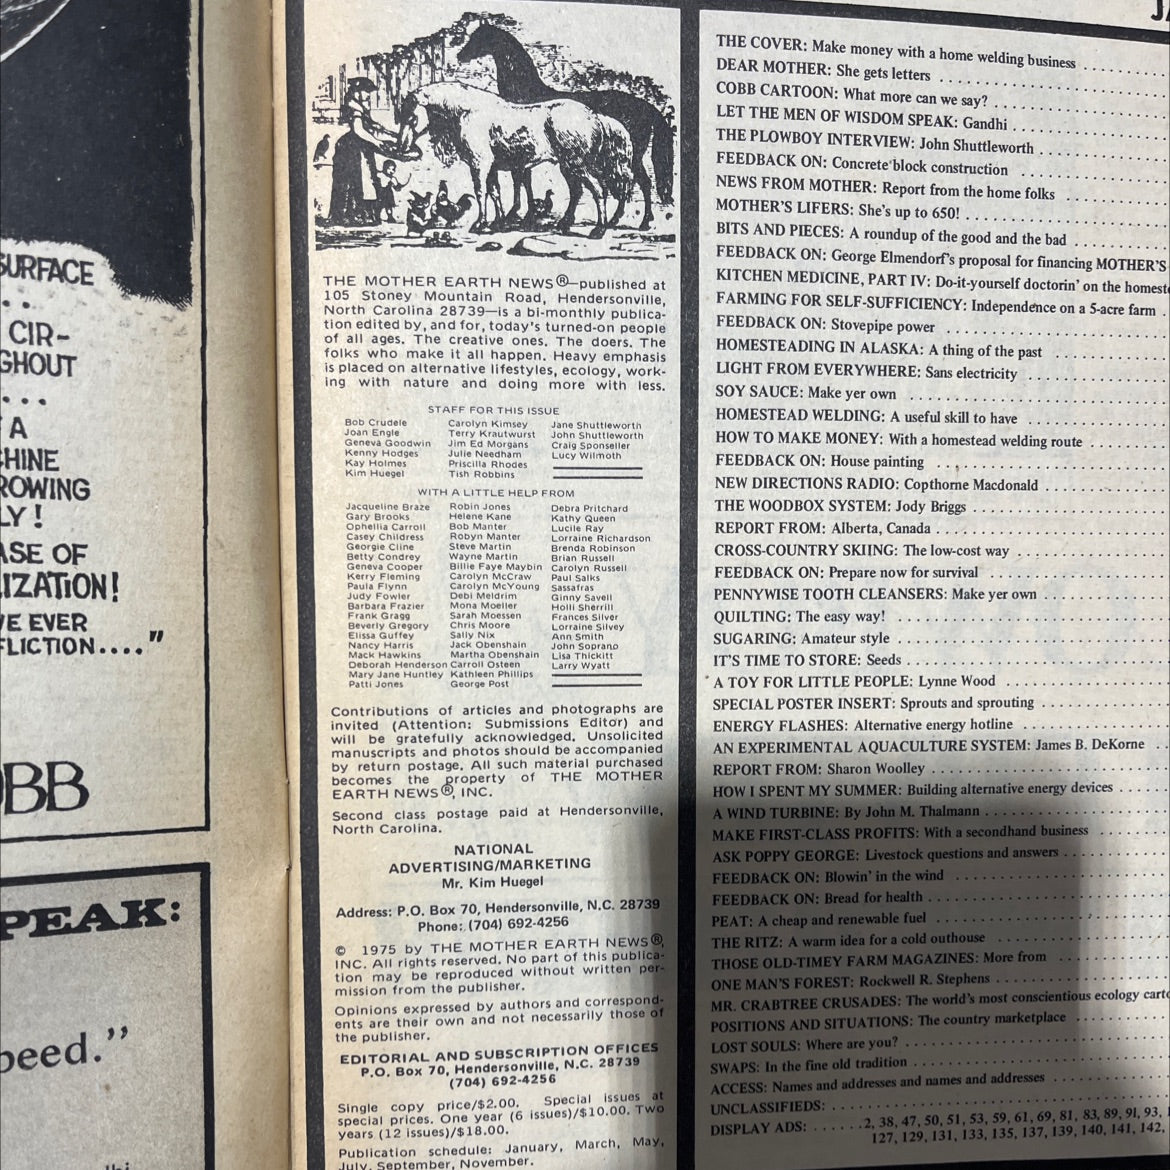 SURFACE
. . .
CIR-
GHOUT
. . . .
A
HINE
ROWING
LY!
ASE OF
LIZATION!
VE EVER
FLICTION...."
OBB
PEAK:
peed."
THE MOTHER EARTH NEWS®—published at
105 Stoney Mountain Road, Hendersonville,
North Carolina 28739—is a bi-monthly publica-
tion edited by, and for, today's turned-on people
of all ages. The creative ones. The doers. The
folks who make it all happen. Heavy emphasis
is placed on alternative lifestyles, ecology, work-
ing with nature and doing more with less.
STAFF FOR THIS ISSUE
Bob Crudele Carolyn Kimsey Jane Shuttleworth
Joan Engle Terry Krautwurst John Shuttleworth
Geneva Goodwin Jim Ed Morgans Craig Sponseller
Kenny Hodges Julie Needham Lucy Wilmoth
Kay Holmes Priscilla Rhodes
Kim Huegel Tish Robbins
WITH A LITTLE HELP FROM
Jacqueline Braze Robin Jones Debra Pritchard
Gary Brooks Helene Kane Kathy Queen
Ophellia Carroll Bob Manter Lucile Ray
Casey Childress Robyn Manter Lorraine Richardson
Georgie Cline Steve Martin Brenda Robinson
Betty Condrey Wayne Martin Brian Russell
Geneva Cooper Billie Faye Maybin Carolyn Russell
Kerry Fleming Carolyn McCraw Paul Salks
Paula Flynn Carolyn McYoung Sassafras
Judy Fowler Debi Meldrim Ginny Savell
Barbara Frazier Mona Moeller Holli Sherrill
Frank Gragg Sarah Moessen Frances Silver
Beverly Gregory Chris Moore Lorraine Silvey
Elissa Guffey Sally Nix Ann Smith
Nancy Harris Jack Obenshain John Soprano
Mack Hawkins Martha Obenshain Lisa Thickitt
Deborah Henderson Carroll Osteen Larry Wyatt
Mary Jane Huntley Kathleen Phillips
Patti Jones George Post
Contributions of articles and photographs are
invited (Attention: Submissions Editor) and
will be gratefully acknowledged. Unsolicited
manuscripts and photos should be accompanied
by return postage. All such material purchased
becomes the property of THE MOTHER
EARTH NEWS®, INC.
Second class postage paid at Hendersonville,
North Carolina.
NATIONAL
ADVERTISING/MARKETING
Mr. Kim Huegel
Address: P.O. Box 70, Hendersonville, N.C. 28739
Phone: (704) 692-4256
© 1975 by THE MOTHER EARTH NEWS®,
INC. All rights reserved. No part of this publica-
tion may be reproduced without written per-
mission from the publisher.
Opinions expressed by authors and correspond-
ents are their own and not necessarily those of
the publisher.
EDITORIAL AND SUBSCRIPTION OFFICES
P.O. Box 70, Hendersonville, N.C. 28739
(704) 692-4256
Single copy price/$2.00. Special issues at
special prices. One year (6 issues)/$10.00. Two
years (12 issues)/$18.00.
Publication schedule: January, March, May,
July, September, November.
THE COVER: Make money with a home welding business
DEAR MOTHER: She gets letters
COBB CARTOON: What more can we say?
LET THE MEN OF WISDOM SPEAK: Gandhi
THE PLOWBOY INTERVIEW: John Shuttleworth
FEEDBACK ON: Concrete block construction
NEWS FROM MOTHER: Report from the home folks
MOTHER'S LIFERS: She's up to 650!
BITS AND PIECES: A roundup of the good and the bad
FEEDBACK ON: George Elmendorf's proposal for financing MOTHER'S
KITCHEN MEDICINE, PART IV: Do-it-yourself doctorin' on the homeste
FARMING FOR SELF-SUFFICIENCY: Independence on a 5-acre farm
FEEDBACK ON: Stovepipe power
HOMESTEADING IN ALASKA: A thing of the past
LIGHT FROM EVERYWHERE: Sans electricity
SOY SAUCE: Make yer own
HOMESTEAD WELDING: A useful skill to have
HOW TO MAKE MONEY: With a homestead welding route
FEEDBACK ON: House painting
NEW DIRECTIONS RADIO: Copthorne Macdonald
THE WOODBOX SYSTEM: Jody Briggs
REPORT FROM: Alberta, Canada
CROSS-COUNTRY SKIING: The low-cost way
FEEDBACK ON: Prepare now for survival
PENNYWISE TOOTH CLEANSERS: Make yer own
QUILTING: The easy way!
SUGARING: Amateur style
IT'S TIME TO STORE: Seeds
A TOY FOR LITTLE PEOPLE: Lynne Wood
SPECIAL POSTER INSERT: Sprouts and sprouting
ENERGY FLASHES: Alternative energy hotline
AN EXPERIMENTAL AQUACULTURE SYSTEM: James B. DeKorne
REPORT FROM: Sharon Woolley
HOW I SPENT MY SUMMER: Building alternative energy devices
A WIND TURBINE: By John M. Thalmann
MAKE FIRST-CLASS PROFITS: With a secondhand business
ASK POPPY GEORGE: Livestock questions and answers
FEEDBACK ON: Blowin' in the wind
FEEDBACK ON: Bread for health
PEAT: A cheap and renewable fuel
THE RITZ: A warm idea for a cold outhouse
THOSE OLD-TIMEY FARM MAGAZINES: More from
ONE MAN'S FOREST: Rockwell R. Stephens
MR. CRABTREE CRUSADES: The world's most conscientious ecology carto
POSITIONS AND SITUATIONS: The country marketplace
LOST SOULS: Where are you?
SWAPS: In the fine old tradition
ACCESS: Names and addresses and names and addresses
UNCLASSIFIEDS:
DISPLAY ADS: . . . . . . .2, 38, 47, 50, 51, 53, 59, 61, 69, 81, 83, 89, 91, 93,
127, 129, 131, 133, 135, 137, 139, 140, 141, 142,